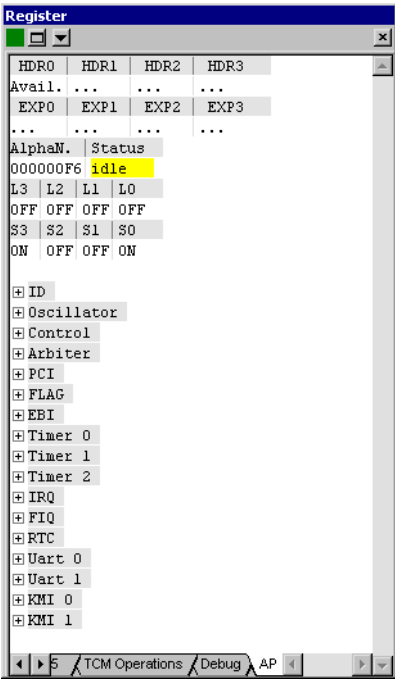 Register
HDR0 HDR1 HDR2 HDR3
Avail. ... ... ...
EXP0 EXP1 EXP2 EXP3
... ... ... ...
AlphaN. Status
000000F6 idle
L3 L2 L1 L0
OFF OFF OFF OFF
S3 S2 S1 S0
ON OFF OFF ON
ID
Oscillator
Control
Arbiter
PCI
FLAG
EBI
Timer 0
Timer 1
Timer 2
IRQ
FIQ
RTC
Uart 0
Uart 1
KMI 0
KMI 1
5 TCM Operations Debug AP